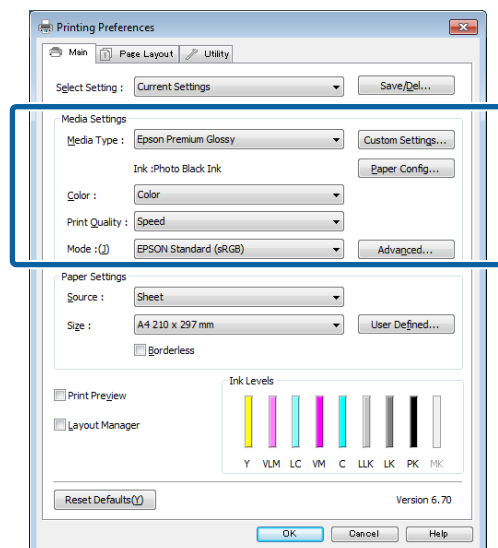 Printing Preferences
Main Page Layout Utility
Select Setting : Current Settings Save/Del...
Media Settings
Media Type : Epson Premium Glossy Custom Settings...
Ink :Photo Black Ink Paper Config...
Color : Color
Print Quality : Speed
Mode :(J) EPSON Standard (sRGB) Advanced...
Paper Settings
Source : Sheet
Size : A4 210 x 297 mm User Defined...
Borderless
Ink Levels
Print Preview
Layout Manager
Y VLM LC VM C LLK LK PK MK
Reset Defaults(Y) Version 6.70
OK Cancel Help